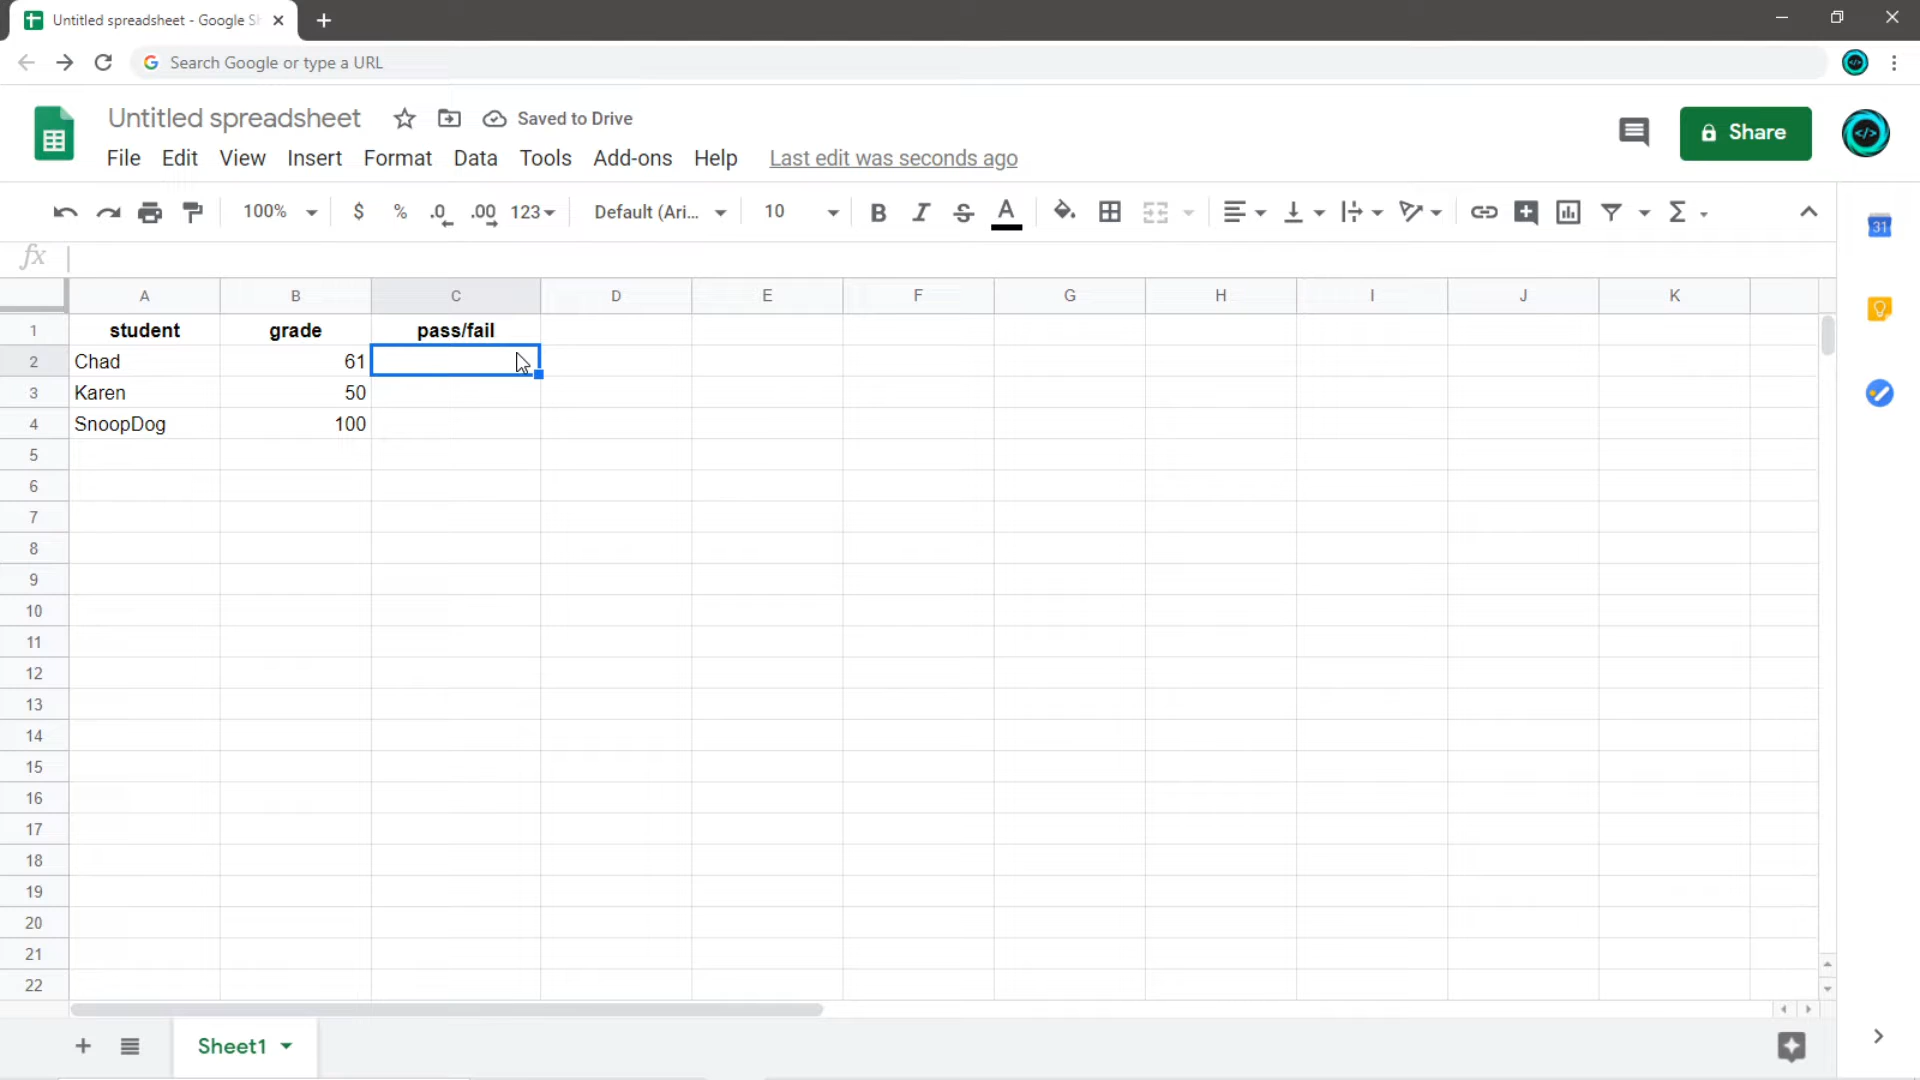 Untitled spreadsheet - Google Sh
Search Google or type a URL
Untitled spreadsheet
Saved to Drive
File Edit View Insert Format Data Tools Add-ons Help Last edit was seconds ago
Share
100% $ % .0 .00 123 Default (Ari... 10 B I S A Σ
31
fx
A B C D E F G H I J K
1 student grade pass/fail
2 Chad 61
3 Karen 50
4 SnoopDog 100
5
6
7
8
9
10
11
12
13
14
15
16
17
18
19
20
21
22
Sheet1